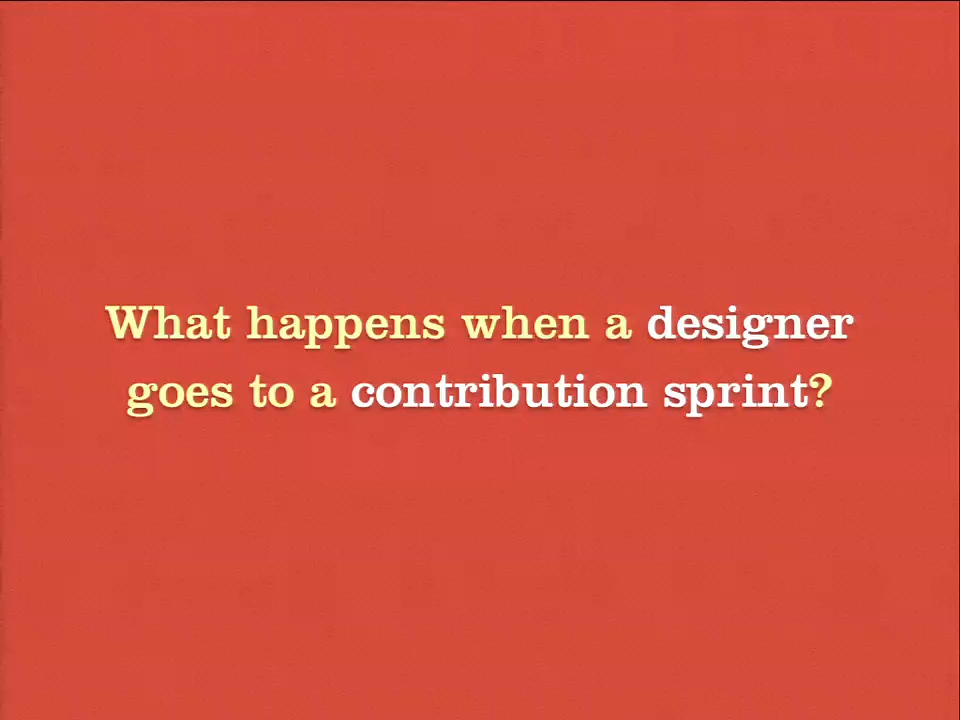 What happens when a designer
goes to a contribution sprint?